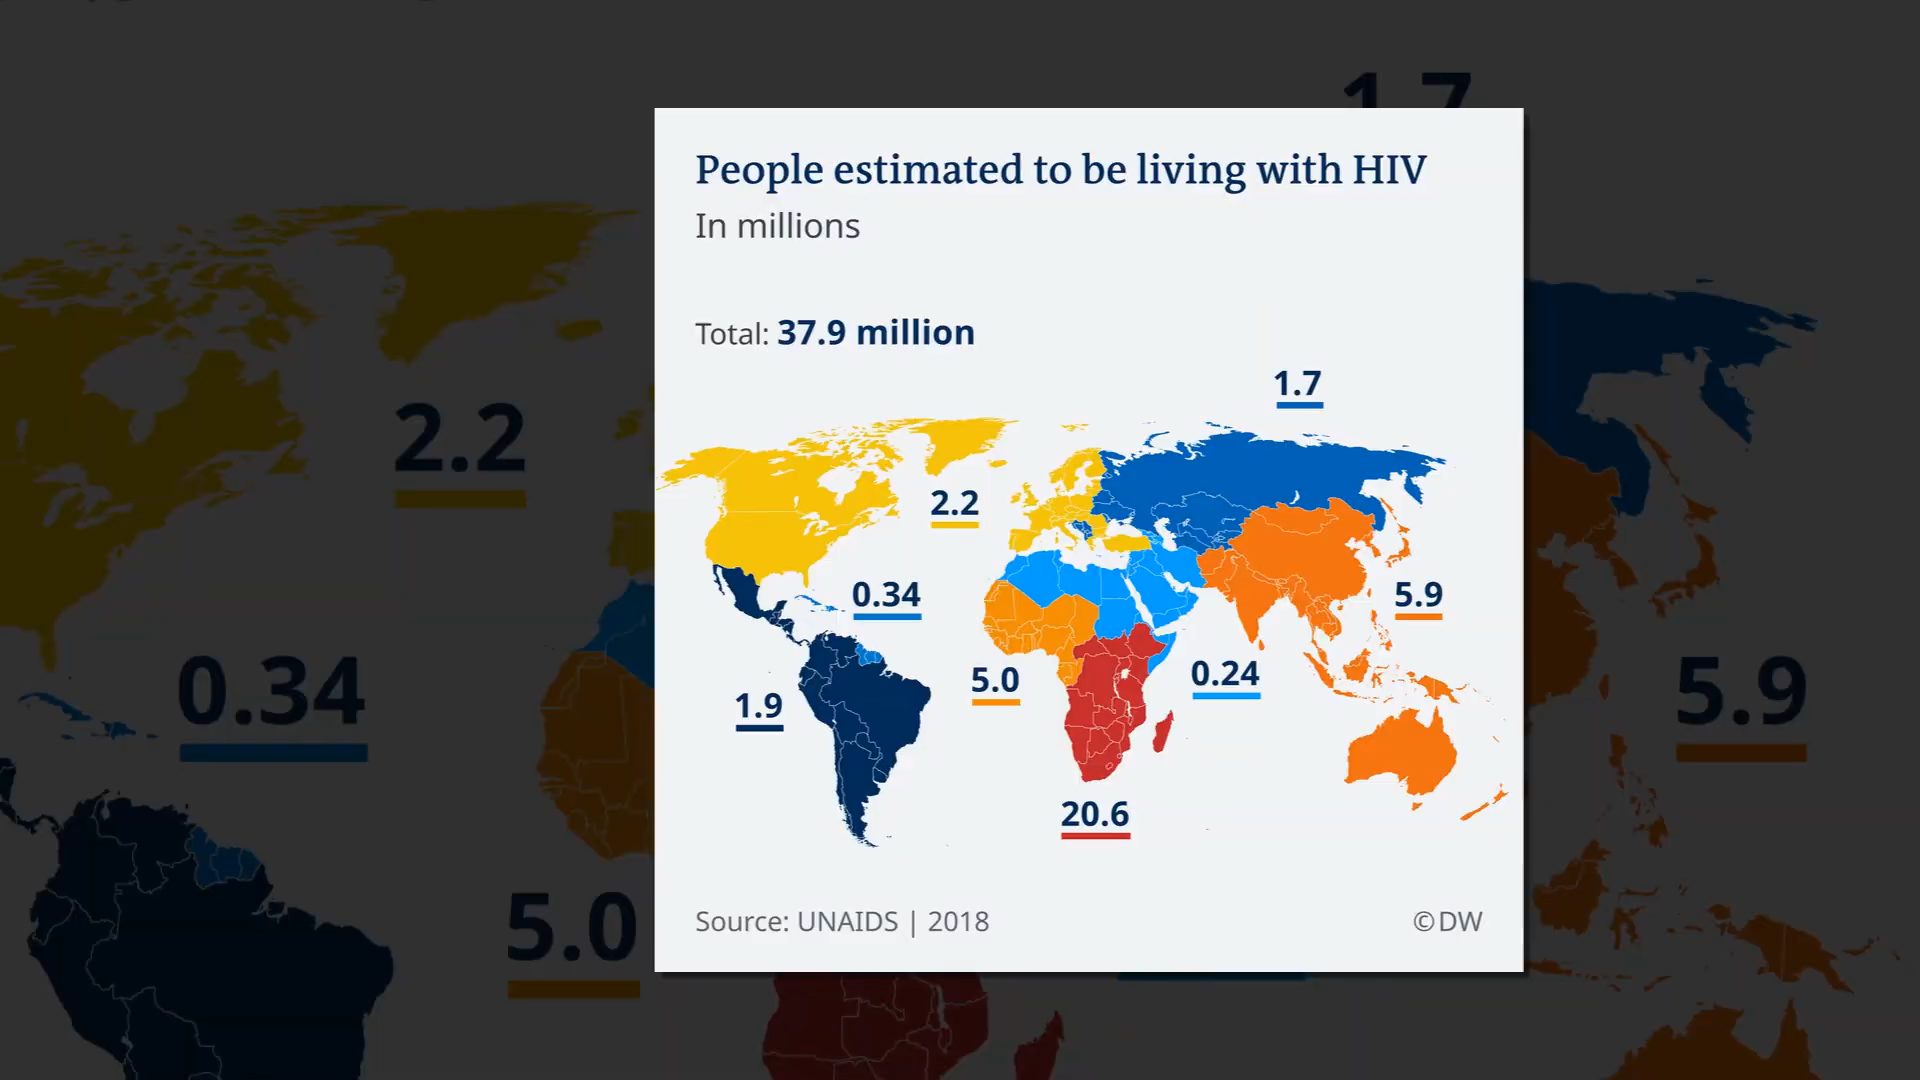 People estimated to be living with HIV
In millions
Total: 37.9 million
1.7
2.2
0.34
5.9
5.0
0.24
1.9
20.6
Source: UNAIDS | 2018
© DW
1.7
2.2
0.34
5.9
5.0